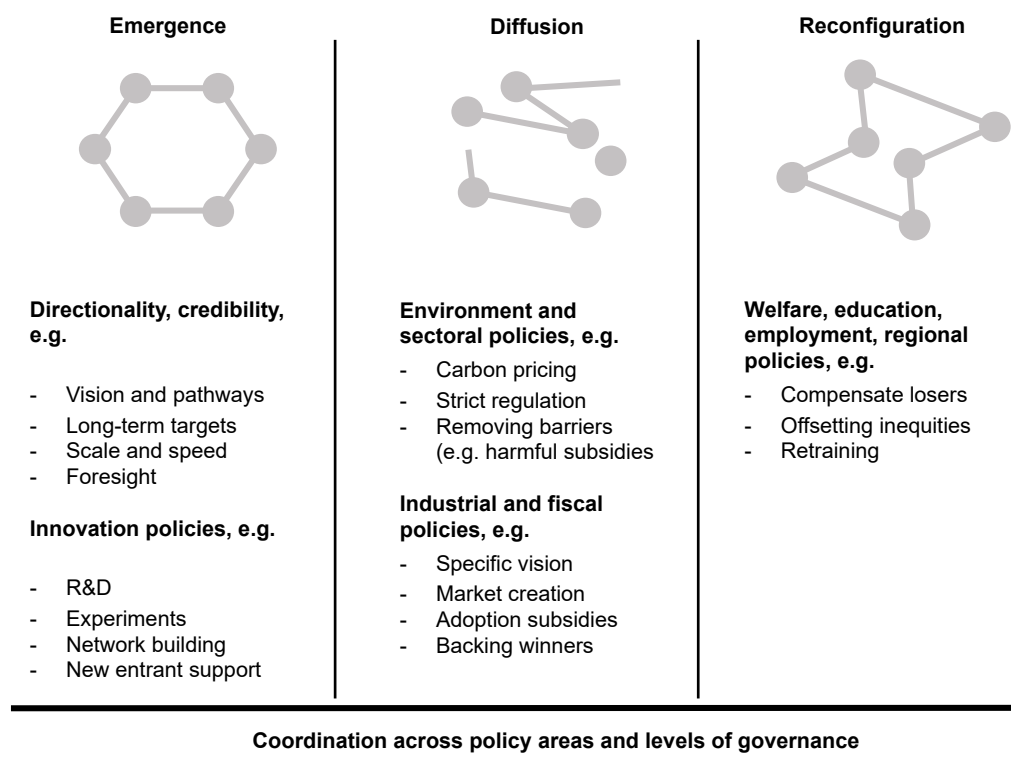 Emergence
Directionality, credibility,
e.g.
- Vision and pathways
- Long-term targets
- Scale and speed
- Foresight
Innovation policies, e.g.
- R&D
- Experiments
- Network building
- New entrant support
Diffusion
Environment and
sectoral policies, e.g.
- Carbon pricing
- Strict regulation
- Removing barriers
(e.g. harmful subsidies
Industrial and fiscal
policies, e.g.
- Specific vision
- Market creation
- Adoption subsidies
- Backing winners
Reconfiguration
Welfare, education,
employment, regional
policies, e.g.
- Compensate losers
- Offsetting inequities
- Retraining
Coordination across policy areas and levels of governance